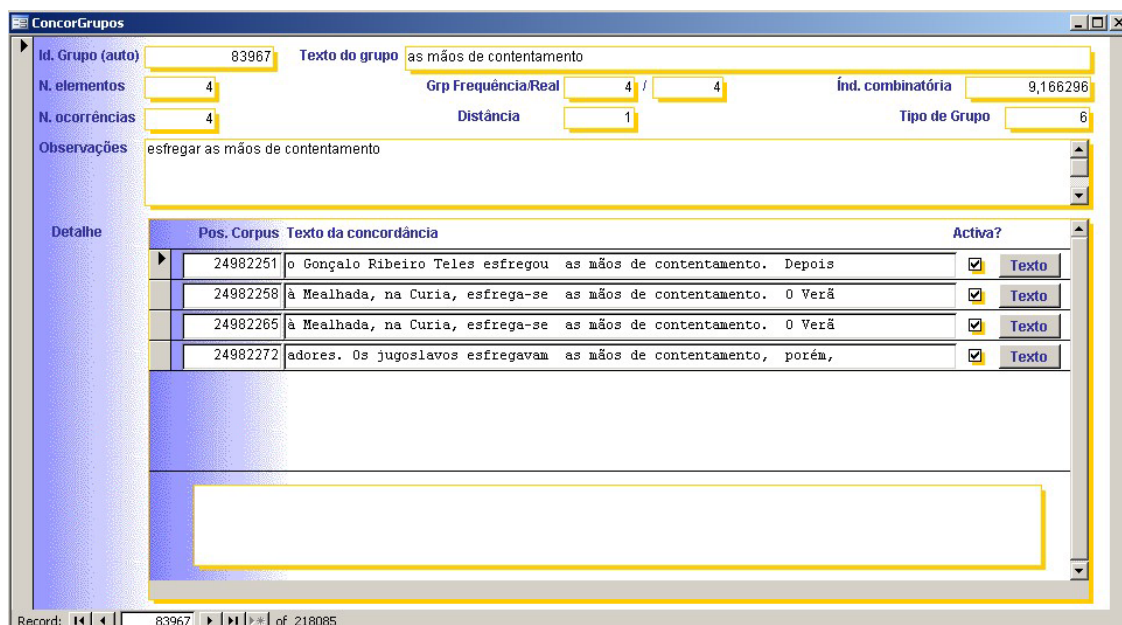 ConcorGrupos
Id. Grupo (auto) 83967 Texto do grupo as mãos de contentamento
N. elementos 4 Grp Frequência/Real 4 / 4 Índ. combinatória 9,166296
N. ocorrências 4 Distância 1 Tipo de Grupo 6
Observações esfregar as mãos de contentamento
Detalhe Pos. Corpus Texto da concordância Activa?
24982251 o Gonçalo Ribeiro Teles esfregou as mãos de contentamento. Depois Texto
24982258 à Mealhada, na Curia, esfrega-se as mãos de contentamento. O Verã Texto
24982265 à Mealhada, na Curia, esfrega-se as mãos de contentamento. O Verã Texto
24982272 adores. Os jugoslavos esfregavam as mãos de contentamento, porém, Texto
Record: 83967 of 218085